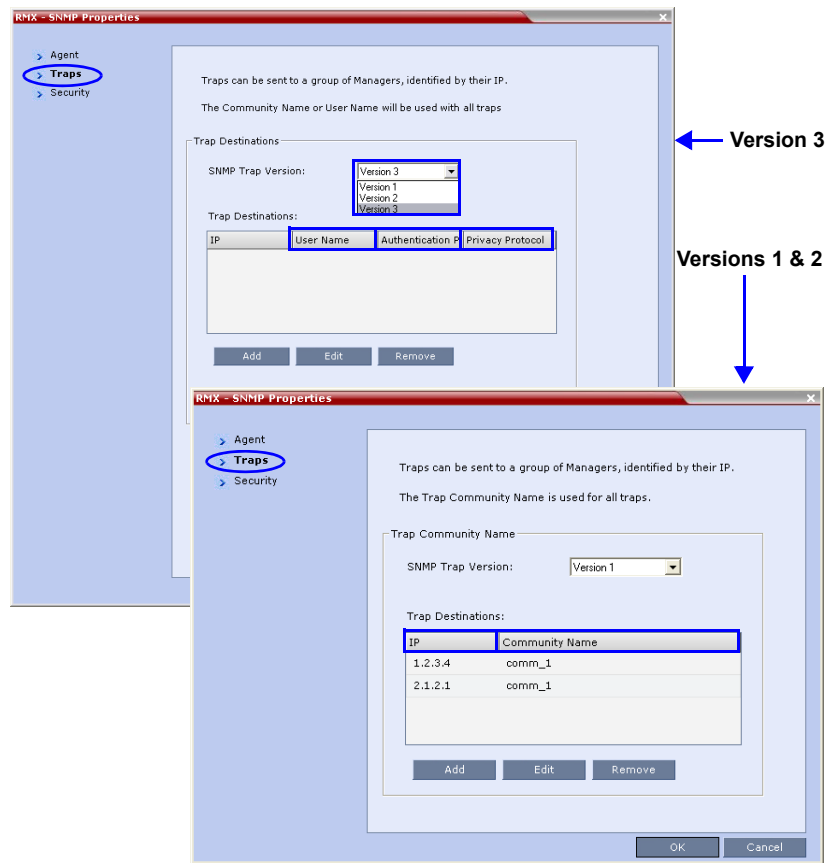 RMX - SNMP Properties
Agent
Traps
Security
Traps can be sent to a group of Managers, identified by their IP.
The Community Name or User Name will be used with all traps
Trap Destinations
SNMP Trap Version:
Version 3
Version 1
Version 2
Version 3
Trap Destinations:
IP User Name Authentication P Privacy Protocol
Add Edit Remove
Version 3
Versions 1 & 2
RMX - SNMP Properties
Agent
Traps
Security
Traps can be sent to a group of Managers, identified by their IP.
The Trap Community Name is used for all traps.
Trap Community Name
SNMP Trap Version: Version 1
Trap Destinations:
IP Community Name
1.2.3.4 comm_1
2.1.2.1 comm_1
Add Edit Remove
OK Cancel